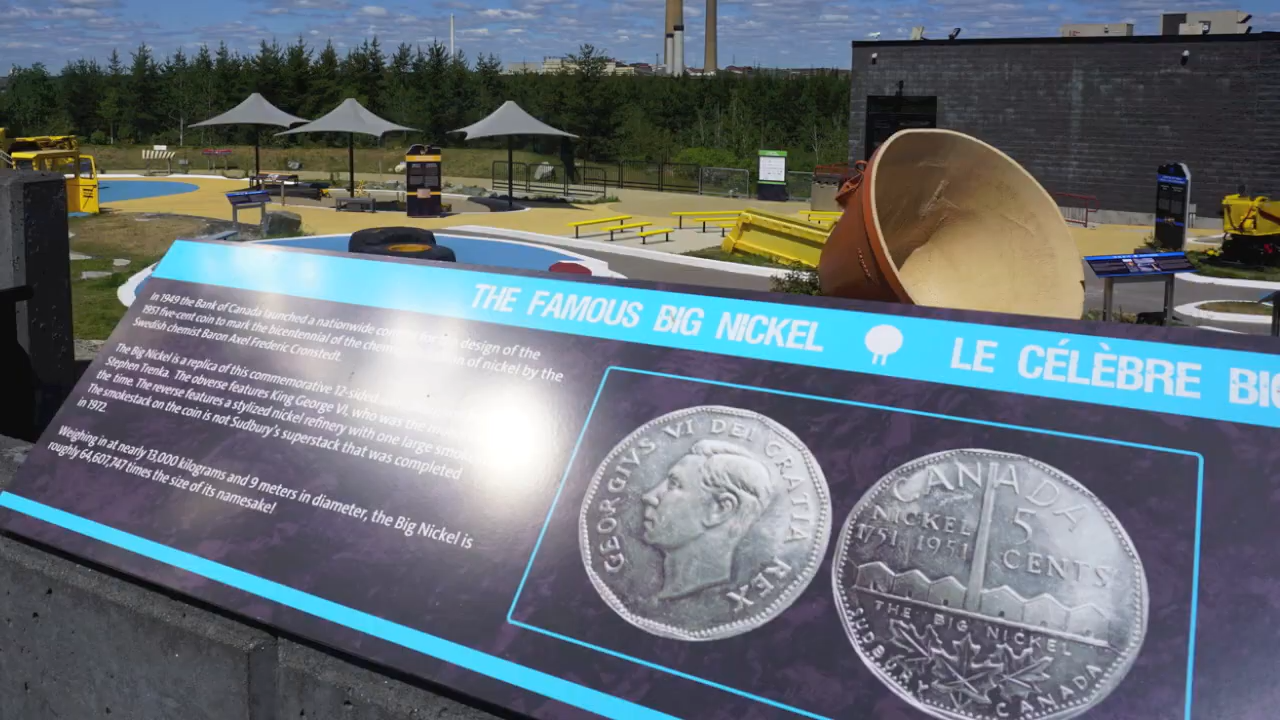 THE FAMOUS BIG NICKEL
LE CÉLÈBRE BIG
In 1949 the Bank of Canada launched a nationwide for design of the
1951 five-cent coin to mark the bicentennial of the of nickel by the
Swedish chemist Baron Axel Frederic Cronstedt.
The Big Nickel is a replica of this commemorative 12-sided
Stephen Trenka. The obverse features King George VI, who was the
the time. The reverse features a stylized nickel refinery with one large
The smokestack on the coin is not Sudbury's superstack that was completed
in 1972.
Weighing in at nearly 13,000 kilograms and 9 meters in diameter, the Big Nickel is
roughly 64,607,747 times the size of its namesake!
GEORGIVS VI DEI GRATIA REX
CANADA
NICKEL 5
1751 1951 CENTS
THE BIG NICKEL
SUDBURY CANADA